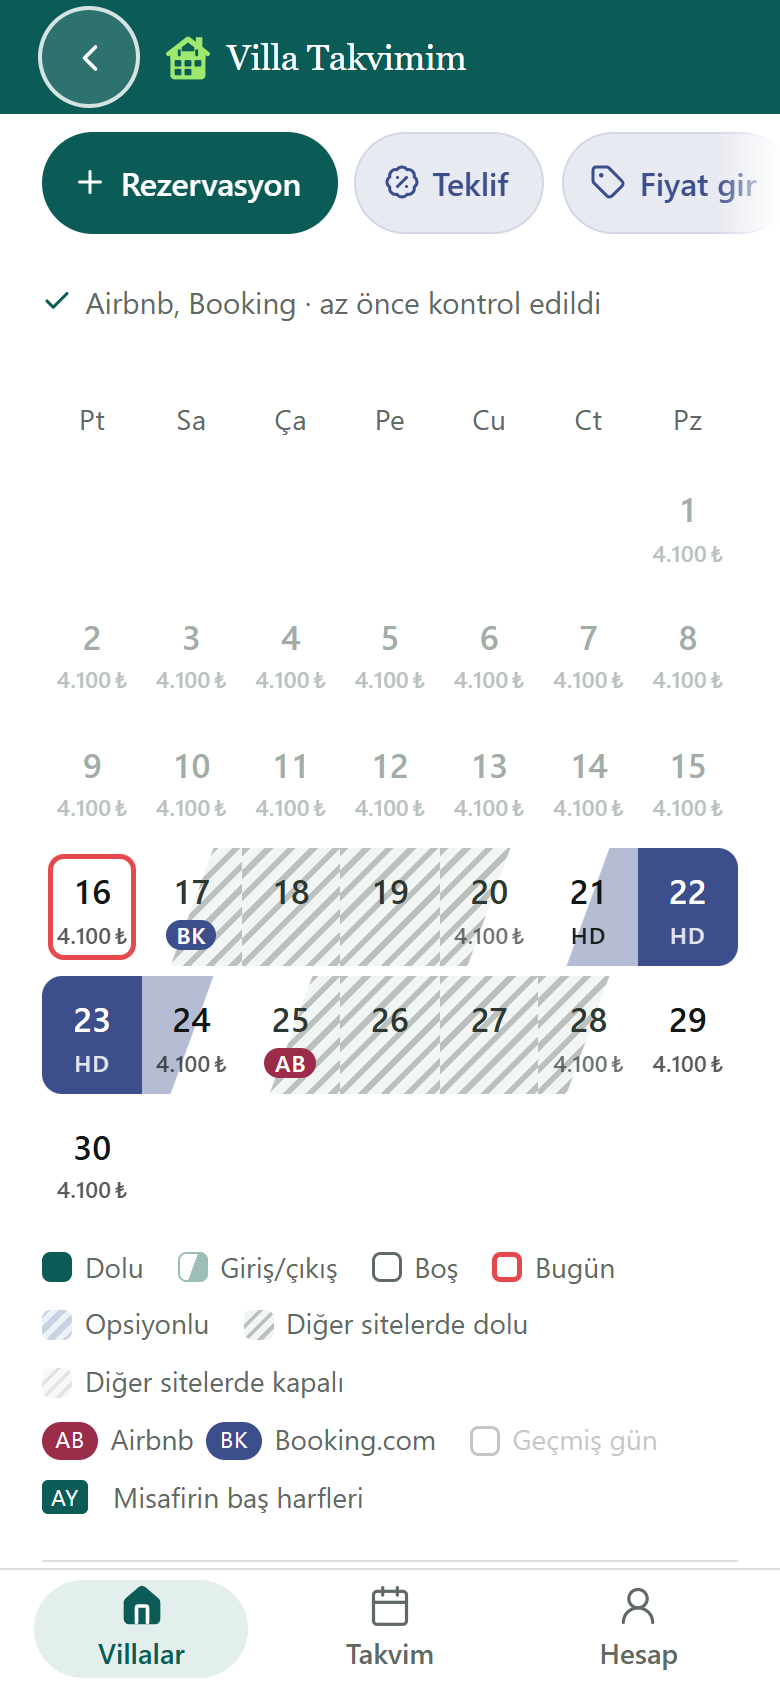 Villa Takvimim
Rezervasyon
Teklif
Fiyat gir
Airbnb, Booking · az önce kontrol edildi
Pt Sa Ça Pe Cu Ct Pz
1
4.100 ₺
2 3 4 5 6 7 8
4.100 ₺ 4.100 ₺ 4.100 ₺ 4.100 ₺ 4.100 ₺ 4.100 ₺ 4.100 ₺
9 10 11 12 13 14 15
4.100 ₺ 4.100 ₺ 4.100 ₺ 4.100 ₺ 4.100 ₺ 4.100 ₺ 4.100 ₺
16 17 18 19 20 21 22
4.100 ₺ BK 4.100 ₺ HD HD
23 24 25 26 27 28 29
HD 4.100 ₺ AB 4.100 ₺ 4.100 ₺
30
4.100 ₺
Dolu Giriş/çıkış Boş Bugün
Opsiyonlu Diğer sitelerde dolu
Diğer sitelerde kapalı
AB Airbnb BK Booking.com Geçmiş gün
AY Misafirin baş harfleri
Villalar Takvim Hesap